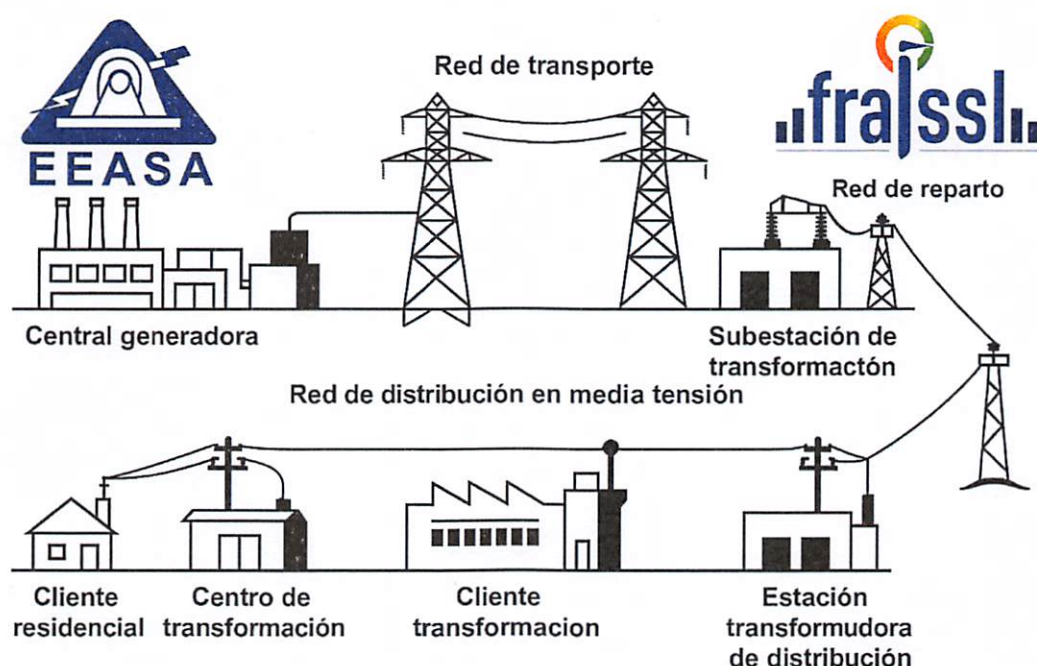 EEASA
Red de transporte
fraJssl
Red de reparto
Central generadora
Subestación de
transformactón
Red de distribución en media tensión
Cliente
residencial
Centro de
transformación
Cliente
transformacion
Estación
transformudora
de distribución